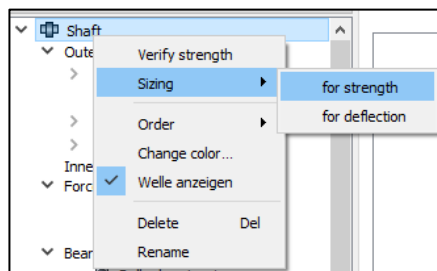 Shaft
Oute
Verify strength
Sizing
for strength
for deflection
Order
Change color...
Inne
Welle anzeigen
Forc
Delete Del
Bear
Rename